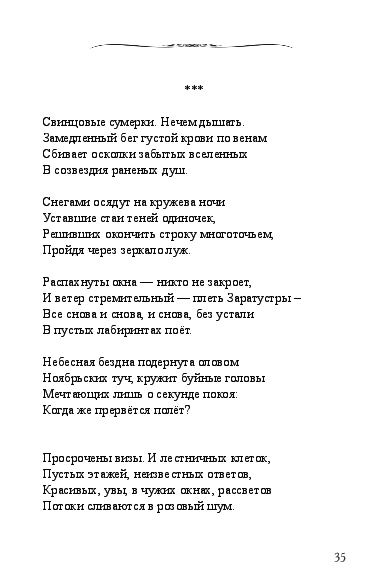 ***
Свинцовые сумерки. Нечем дышать.
Замедленный бег густой крови по венам
Сбивает осколки забытых вселенных
В созвездия раненых душ.
Снегами осядут на кружева ночи
Уставшие стаи теней одиночек,
Решивших окончить строку многоточьем,
Пройдя через зеркало луж.
Распахнуты окна — никто не закроет,
И ветер стремительный — плеть Заратустры –
Все снова и снова, и снова, без устали
В пустых лабиринтах поёт.
Небесная бездна подернута оловом
Ноябрьских туч, кружит буйные головы
Мечтающих лишь о секунде покоя:
Когда же прервётся полёт?
Просрочены визы. И лестничных клеток,
Пустых этажей, неизвестных ответов,
Красивых, увы, в чужих окнах, рассветов
Потоки сливаются в розовый шум.
35